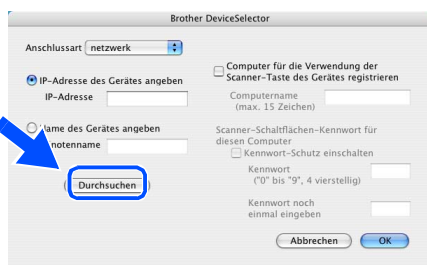 Brother DeviceSelector
Anschlussart netzwerk
IP-Adresse des Gerätes angeben
IP-Adresse
Name des Gerätes angeben
notenname
Durchsuchen
Computer für die Verwendung der
Scanner-Taste des Gerätes registrieren
Computername
(max. 15 Zeichen)
Scanner-Schaltflächen-Kennwort für
diesen Computer
Kennwort-Schutz einschalten
Kennwort
("0" bis "9", 4 vierstellig)
Kennwort noch
einmal eingeben
Abbrechen
OK